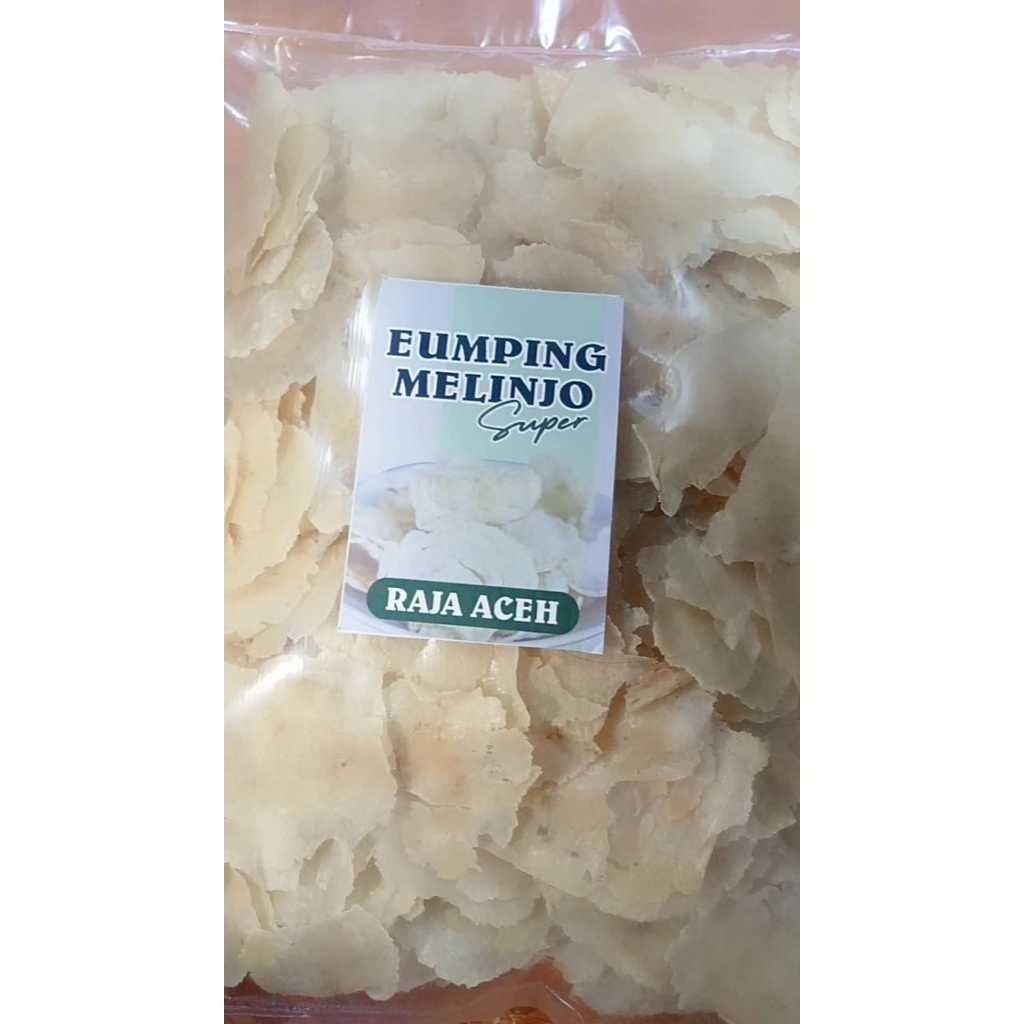 EUMPING
MELINJO
Super
RAJA ACEH